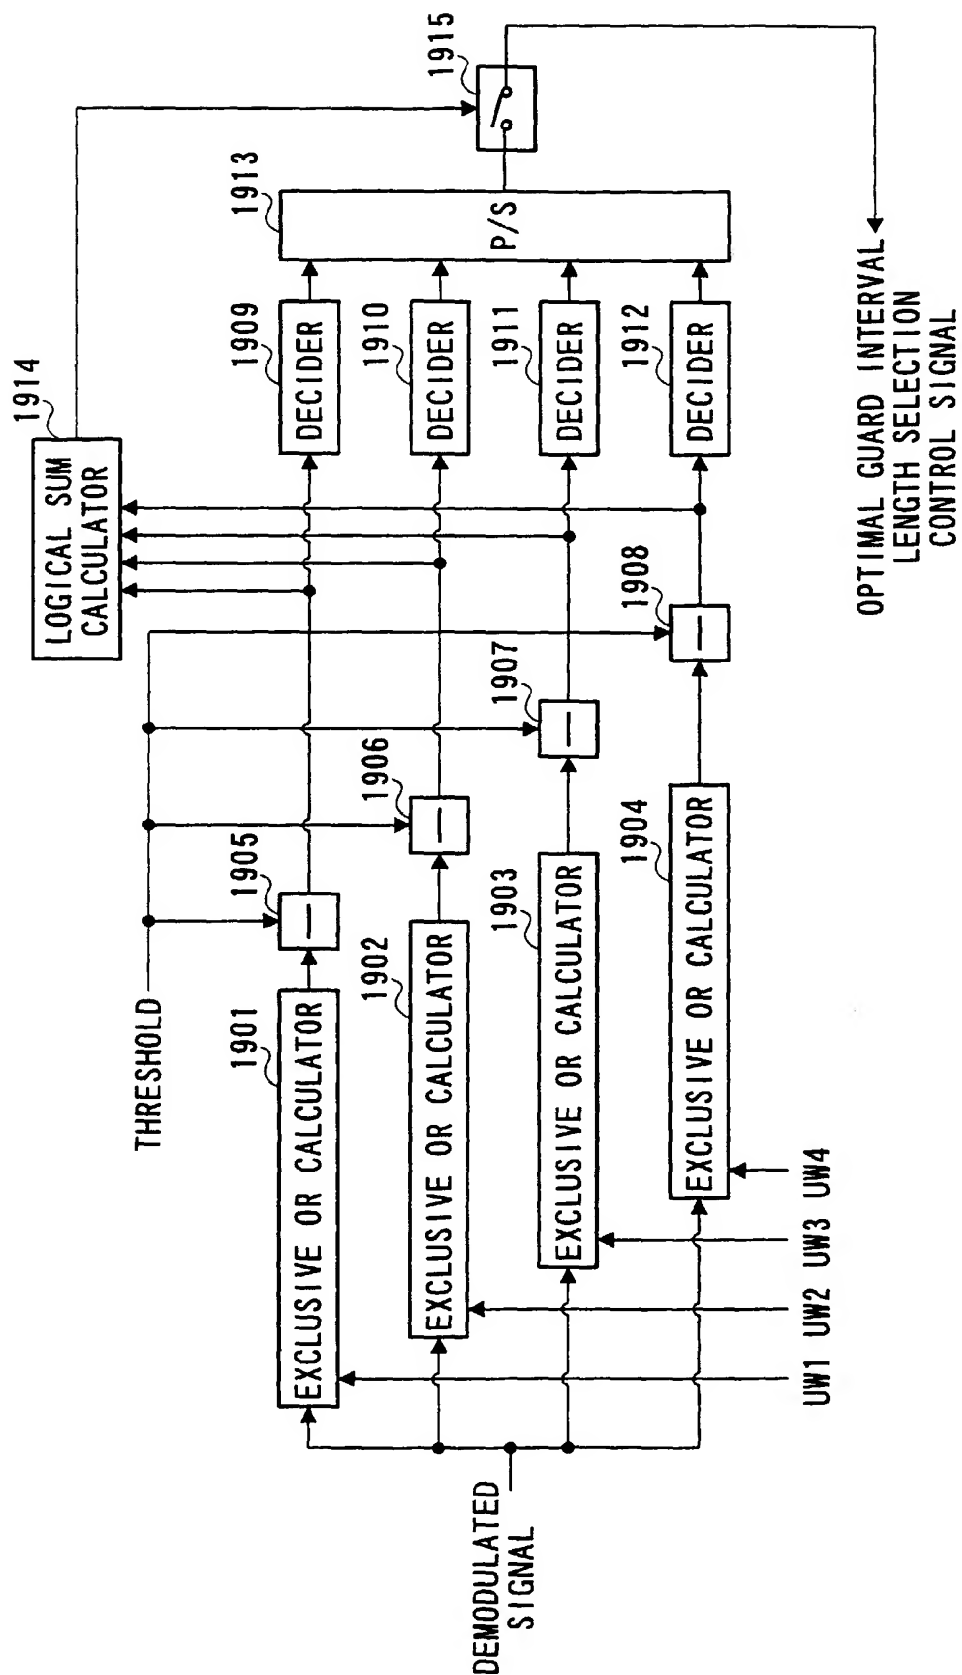 DEMODULATED
SIGNAL
UW1
UW2
UW3
UW4
THRESHOLD
1901
EXCLUSIVE OR CALCULATOR
1902
EXCLUSIVE OR CALCULATOR
1903
EXCLUSIVE OR CALCULATOR
1904
EXCLUSIVE OR CALCULATOR
1905
1906
1907
1908
1914
LOGICAL SUM
CALCULATOR
1909
DECIDER
1910
DECIDER
1911
DECIDER
1912
DECIDER
1913
P/S
1915
OPTIMAL GUARD INTERVAL
LENGTH SELECTION
CONTROL SIGNAL